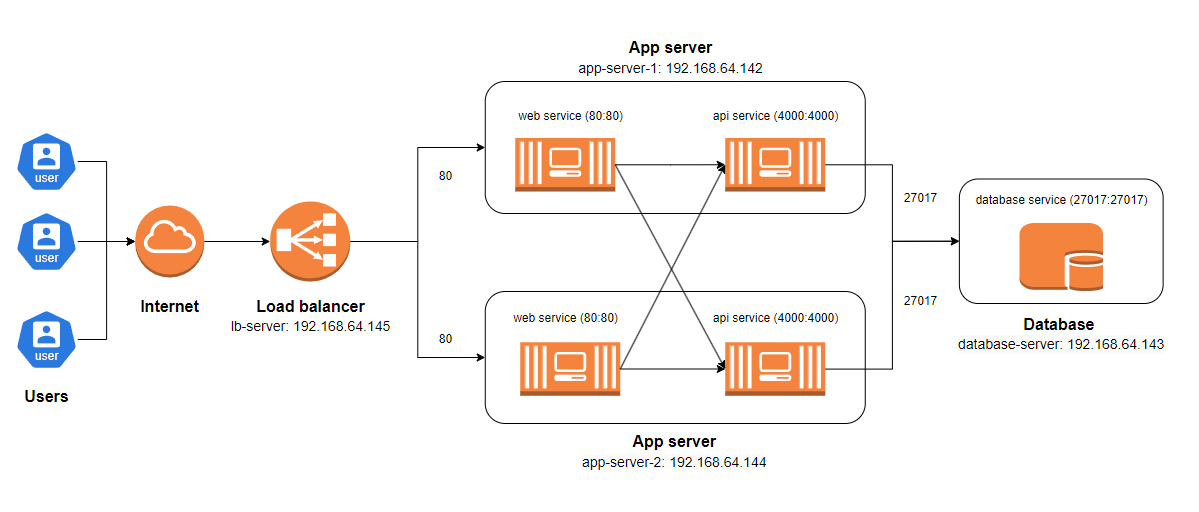 App server
app-server-1: 192.168.64.142
web service (80:80)
api service (4000:4000)
user
user
user
Users
Internet
Load balancer
lb-server: 192.168.64.145
80
80
27017
27017
database service (27017:27017)
Database
database-server: 192.168.64.143
web service (80:80)
api service (4000:4000)
App server
app-server-2: 192.168.64.144